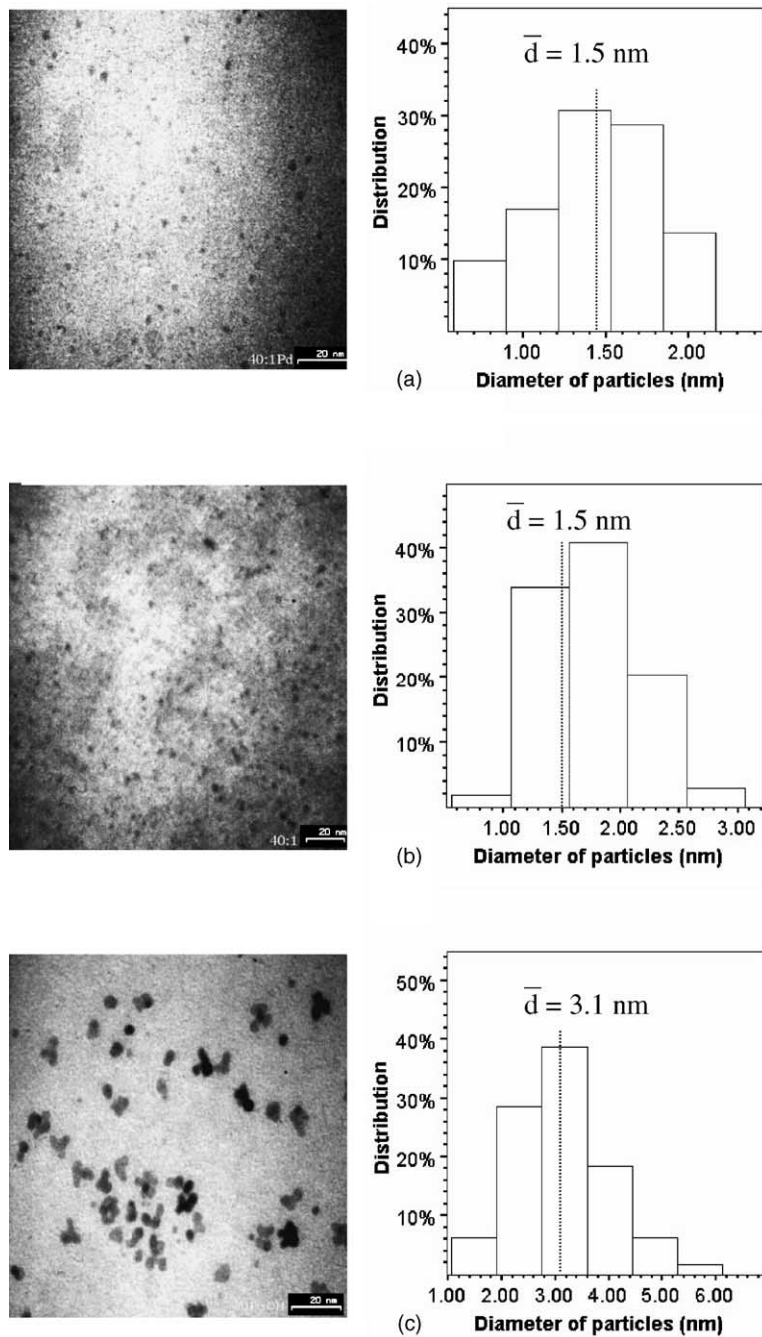 40%
30%
20%
10%
Distribution
d̅ = 1.5 nm
1.00 1.50 2.00
Diameter of particles (nm)
40:1Pd
20 nm
(a)
40%
30%
20%
10%
Distribution
d̅ = 1.5 nm
1.00 1.50 2.00 2.50 3.00
Diameter of particles (nm)
40:1
20 nm
(b)
50%
40%
30%
20%
10%
Distribution
d̅ = 3.1 nm
1.00 2.00 3.00 4.00 5.00 6.00
Diameter of particles (nm)
20 nm
(c)